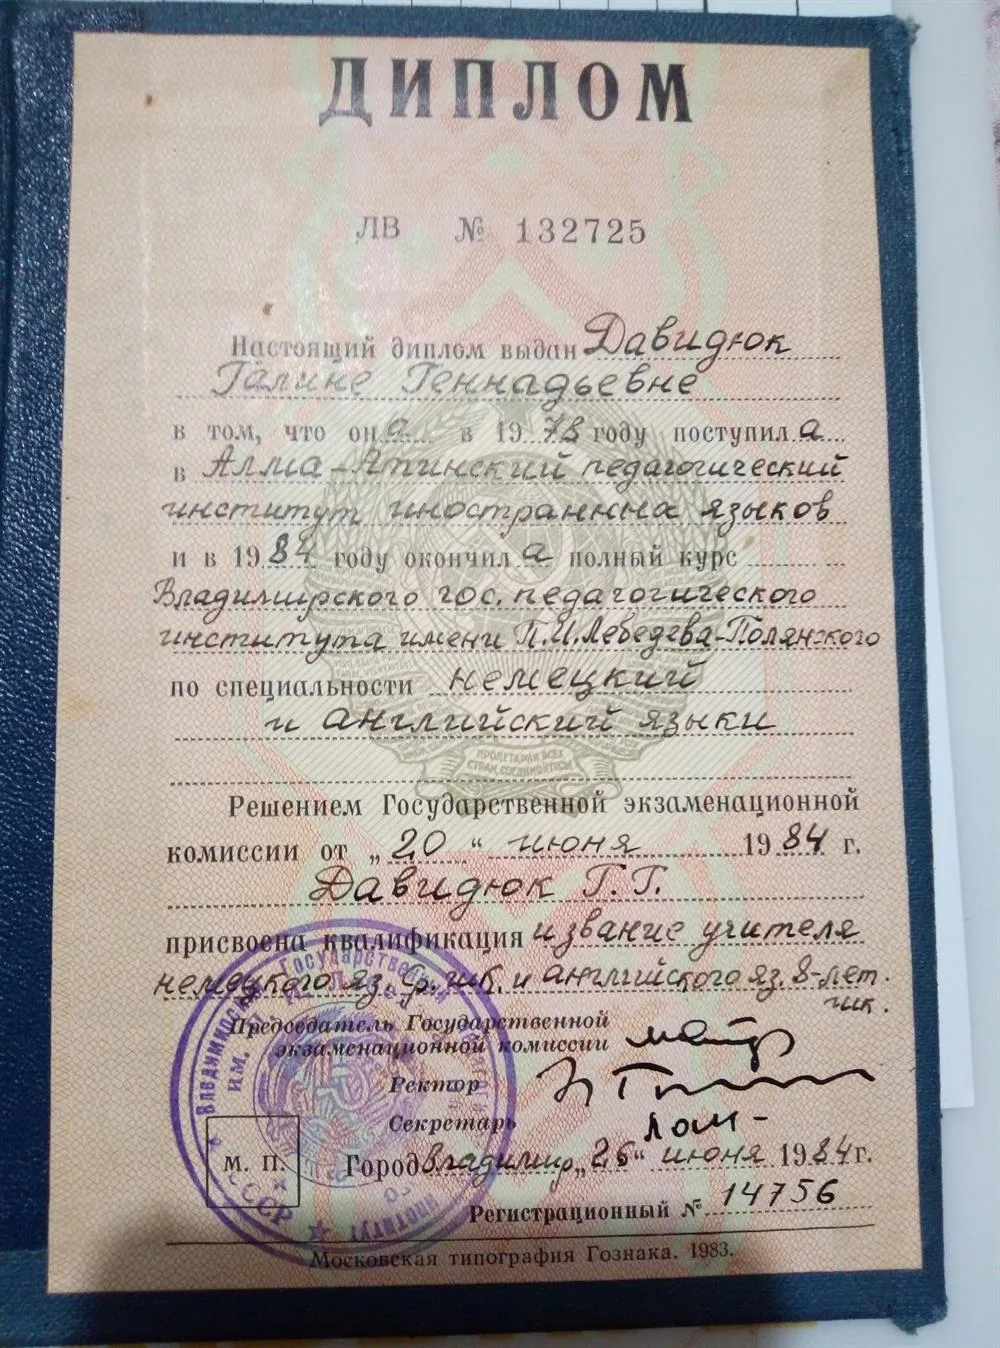 ДИПЛОМ
ЛВ № 132725
Настоящий диплом выдан Давидюк
Галине Геннадьевне
в том, что она в 1978 году поступила
в Алма-Атинский педагогический
институт иностранных языков
и в 1984 году окончила полный курс
Владимирского гос. педагогического
института имени П.И.Лебедева-Полянского
по специальности немецкий
и английский языки
ПРОЛЕТАРИИ ВСЕХ
СТРАН, СОЕДИНЯЙТЕСЬ
Решением Государственной экзаменационной
комиссии от „20“ июня 1984 г.
Давидюк Г.Г.
присвоена квалификация и звание учителя
немецкого яз. ср. шк. и английского яз. 8-лет.
шк.
Председатель Государственной
экзаменационной комиссии
Ректор
Секретарь
М. П.
Город Владимир „26“ июня 1984 г.
Регистрационный № 14756
Московская типография Гознака. 1983.